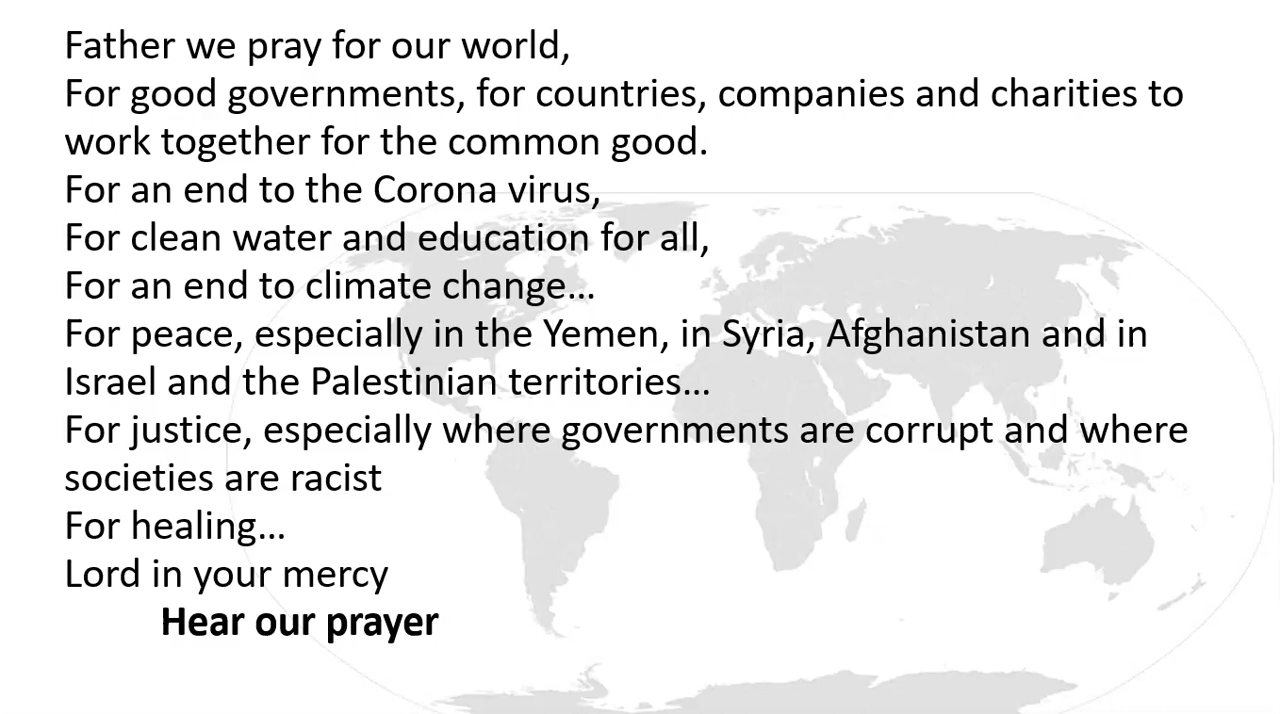 Father we pray for our world,
For good governments, for countries, companies and charities to
work together for the common good.
For an end to the Corona virus,
For clean water and education for all,
For an end to climate change...
For peace, especially in the Yemen, in Syria, Afghanistan and in
Israel and the Palestinian territories...
For justice, especially where governments are corrupt and where
societies are racist
For healing...
Lord in your mercy
Hear our prayer